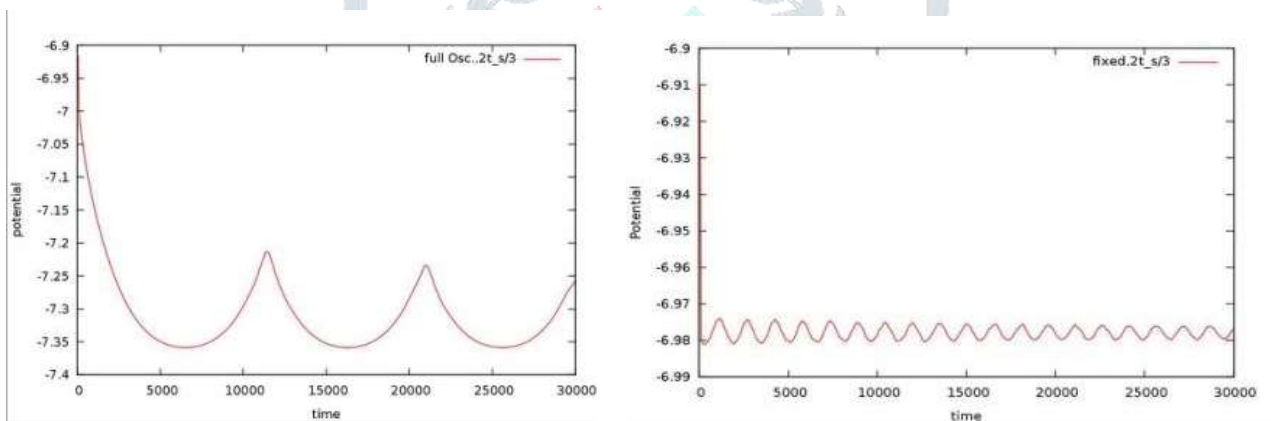 full Osc..2t_s/3
potential
-6.9
-6.95
-7
-7.05
-7.1
-7.15
-7.2
-7.25
-7.3
-7.35
-7.4
0 5000 10000 15000 20000 25000 30000
time
fixed.2t_s/3
Potential
-6.9
-6.91
-6.92
-6.93
-6.94
-6.95
-6.96
-6.97
-6.98
-6.99
0 5000 10000 15000 20000 25000 30000
time